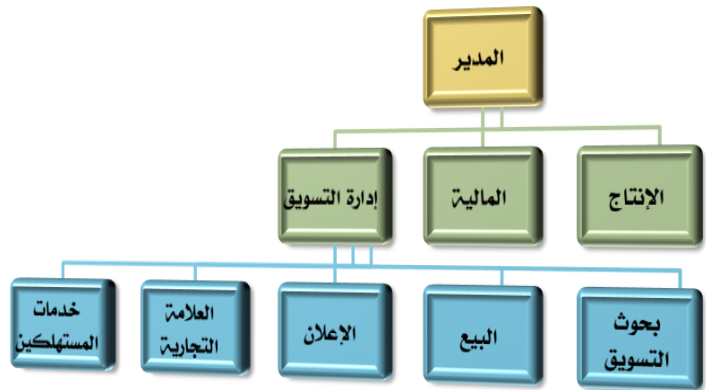 المدير
الإنتاج
المالية
إدارة التسويق
بحوث
التسويق
البيع
الإعلان
العلامة
التجارية
خدمات
المستهلكين